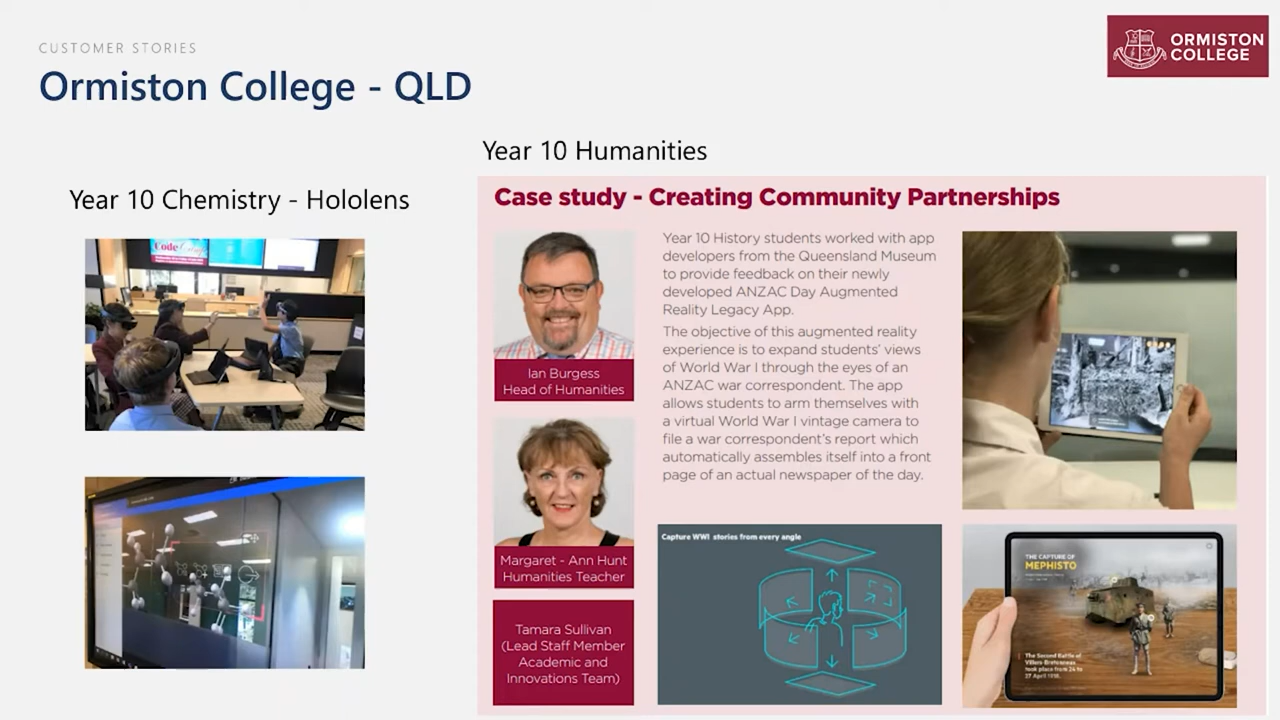 CUSTOMER STORIES
Ormiston College - QLD
ORMISTON
COLLEGE
Year 10 Chemistry - Hololens
Code
Year 10 Humanities
Case study - Creating Community Partnerships
Ian Burgess
Head of Humanities
Margaret - Ann Hunt
Humanities Teacher
Tamara Sullivan
(Lead Staff Member
Academic and
Innovations Team)
Year 10 History students worked with app
developers from the Queensland Museum
to provide feedback on their newly
developed ANZAC Day Augmented
Reality Legacy App.
The objective of this augmented reality
experience is to expand students' views
of World War I through the eyes of an
ANZAC war correspondent. The app
allows students to arm themselves with
a virtual World War I vintage camera to
file a war correspondent's report which
automatically assembles itself into a front
page of an actual newspaper of the day.
Capture WWI stories from every angle
THE CAPTURE OF
MEPHISTO
The Second Battle of
Villers-Bretonneux
took place from 24 to
27 April 1918.